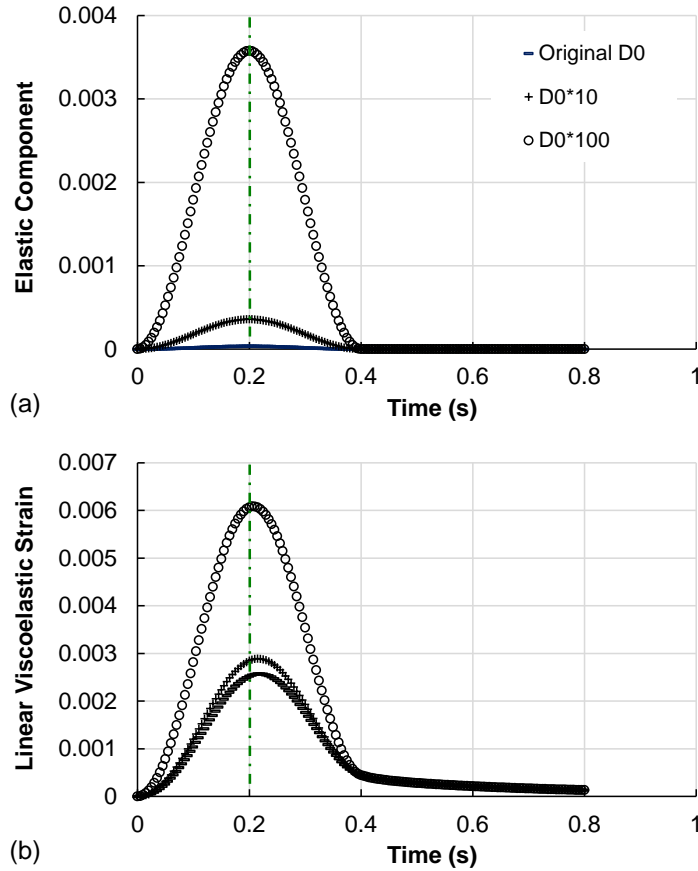 0.004
0.003
0.002
0.001
0
Elastic Component
Original D0
D0*10
D0*100
0 0.2 0.4 0.6 0.8 1
Time (s)
(a)
0.007
0.006
0.005
0.004
0.003
0.002
0.001
0
Linear Viscoelastic Strain
0 0.2 0.4 0.6 0.8 1
Time (s)
(b)